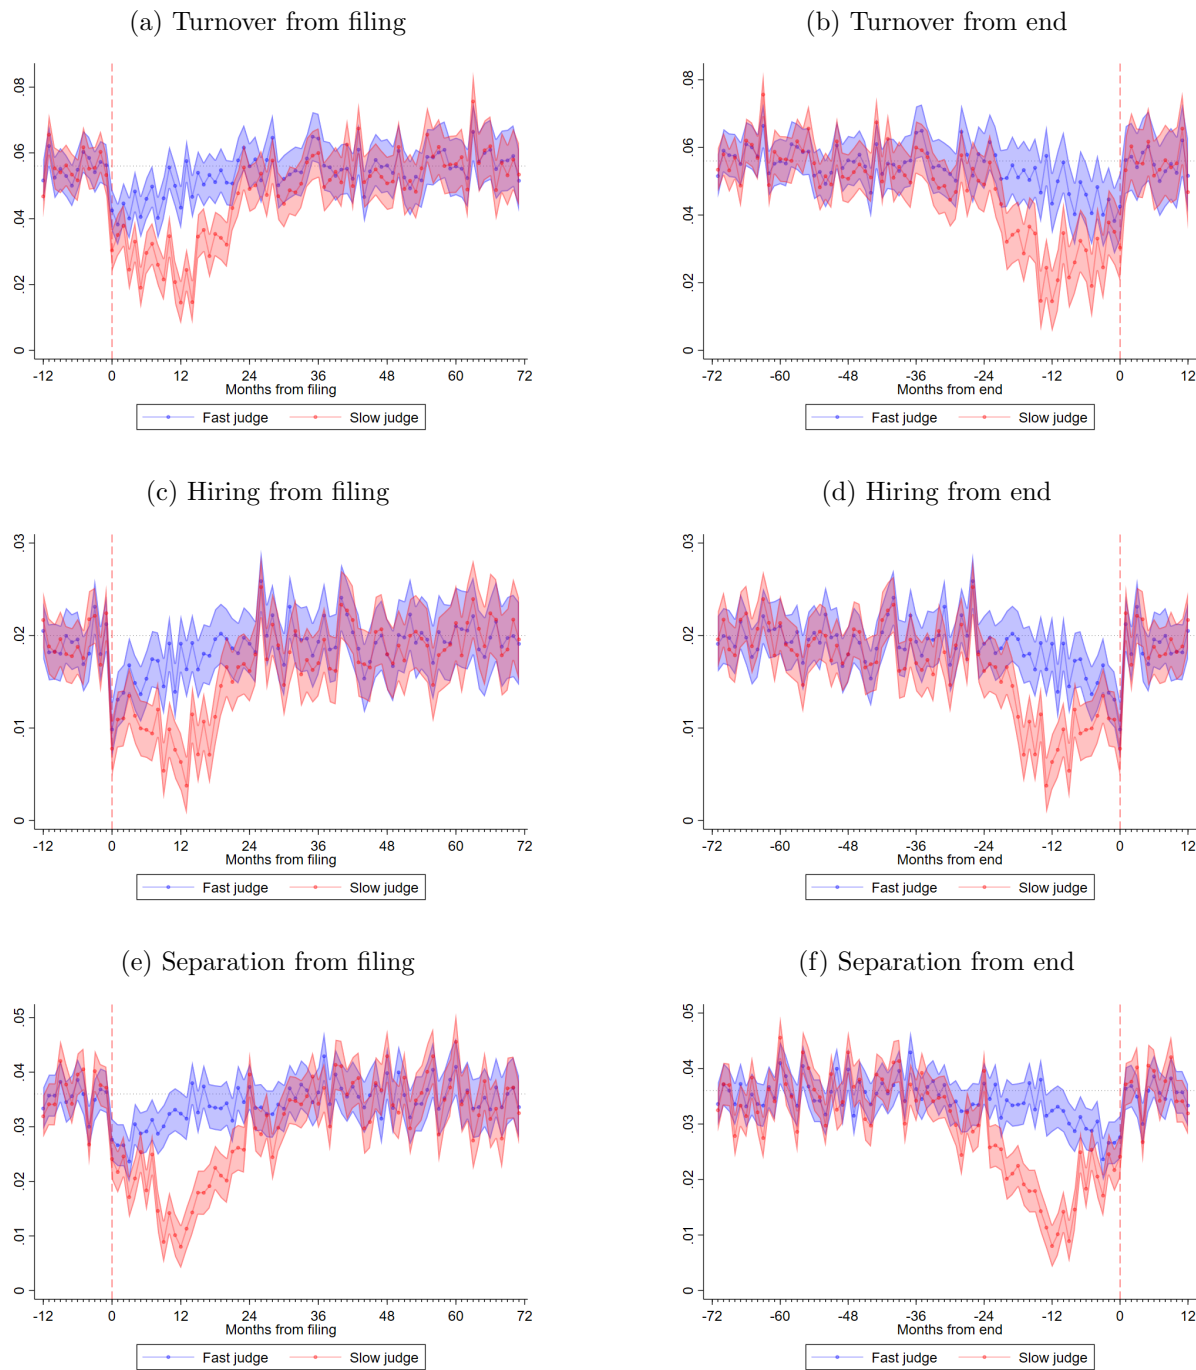 (a) Turnover from filing
.08
.06
.04
.02
0
-12 0 12 24 36 48 60 72
Months from filing
Fast judge Slow judge
(b) Turnover from end
.08
.06
.04
.02
0
-72 -60 -48 -36 -24 -12 0 12
Months from end
Fast judge Slow judge
(c) Hiring from filing
.03
.02
.01
0
-12 0 12 24 36 48 60 72
Months from filing
Fast judge Slow judge
(d) Hiring from end
.03
.02
.01
0
-72 -60 -48 -36 -24 -12 0 12
Months from end
Fast judge Slow judge
(e) Separation from filing
.05
.04
.03
.02
.01
0
-12 0 12 24 36 48 60 72
Months from filing
Fast judge Slow judge
(f) Separation from end
.05
.04
.03
.02
.01
0
-72 -60 -48 -36 -24 -12 0 12
Months from end
Fast judge Slow judge